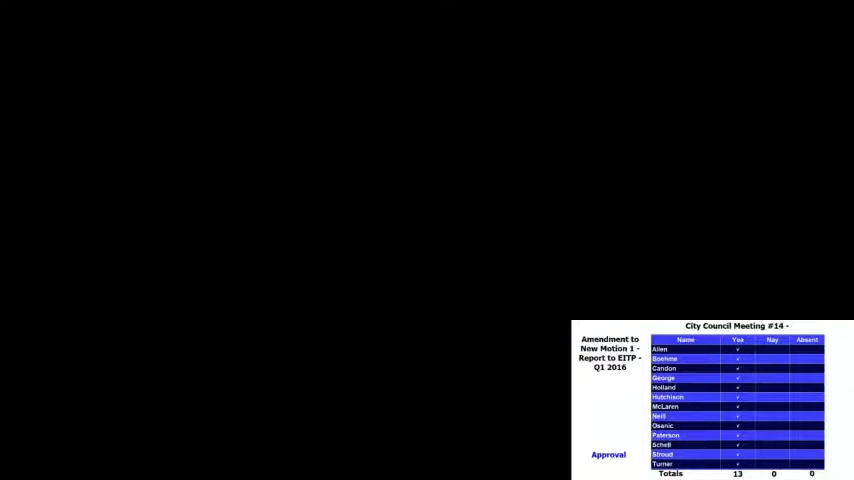 City Council Meeting #14 -
Amendment to
New Motion 1 -
Report to EITP -
Q1 2016
Approval
Name Yea Nay Absent
Allen √
Boehme √
Candon √
George √
Holland √
Hutchison √
McLaren √
Neill √
Osanic √
Paterson √
Schell √
Stroud √
Turner √
Totals 13 0 0